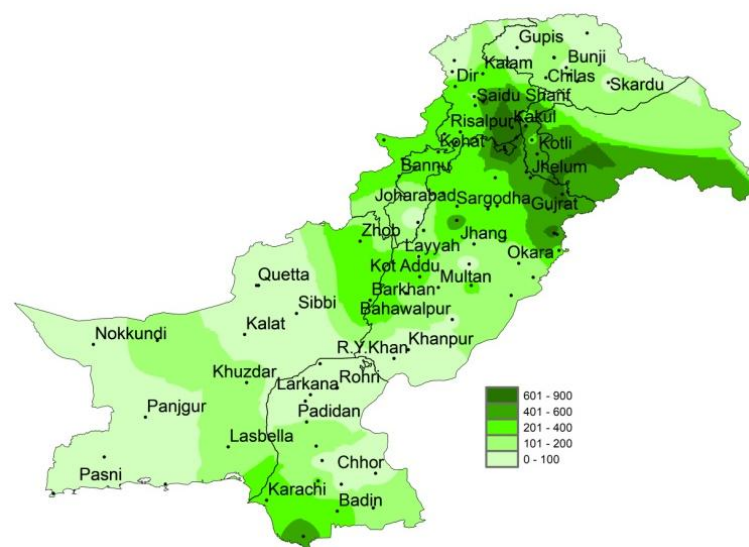 Gupis
Kalam
Bunji
Dir
Chilas
Skardu
Saidu Sharif
Risalpur
Kakul
Kohat
Kotli
Bannu
Jhelum
Joharabad
Sargodha
Gujrat
Zhob
Layyah
Jhang
Kot Addu
Okara
Quetta
Barkhan
Multan
Sibbi
Bahawalpur
Nokkundi
Kalat
R.Y.Khan
Khanpur
Khuzdar
Larkana
Rohri
Panjgur
Padidan
Lasbella
Pasni
Chhor
Karachi
Badin
601 - 900
401 - 600
201 - 400
101 - 200
0 - 100